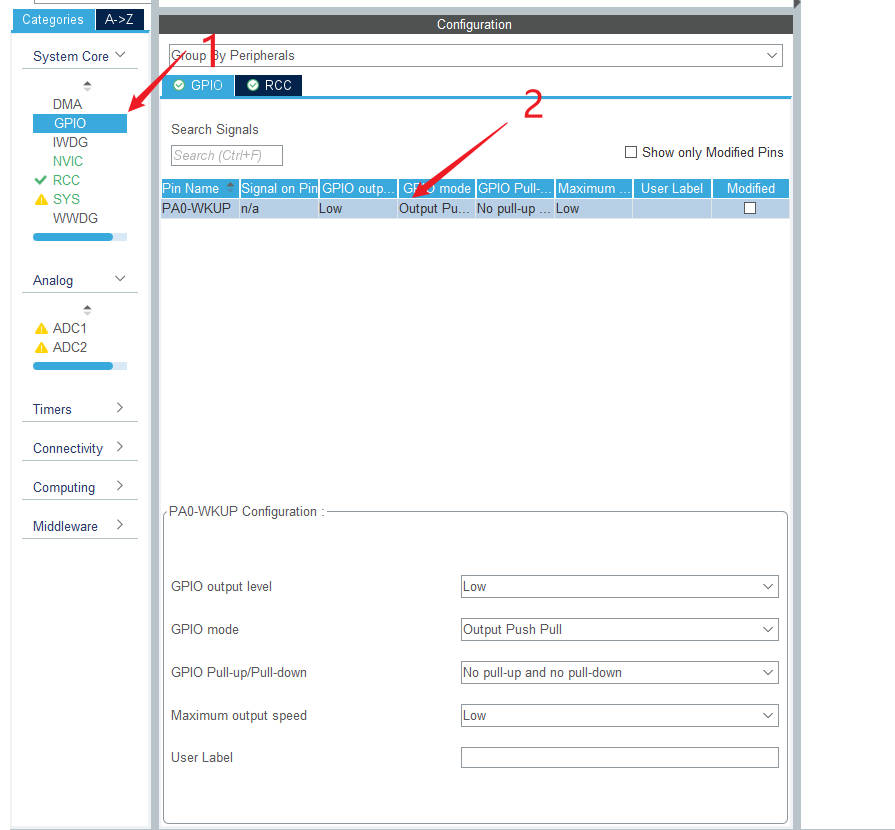 Categories A->Z
System Core
DMA
GPIO
IWDG
NVIC
RCC
SYS
WWDG
Analog
ADC1
ADC2
Timers
Connectivity
Computing
Middleware
1
2
Configuration
Group By Peripherals
GPIO RCC
Search Signals
Search (Ctrl+F)
Show only Modified Pins
Pin Name Signal on Pin GPIO outp... GPIO mode GPIO Pull-... Maximum ... User Label Modified
PA0-WKUP n/a Low Output Pu... No pull-up ... Low
PA0-WKUP Configuration :
GPIO output level Low
GPIO mode Output Push Pull
GPIO Pull-up/Pull-down No pull-up and no pull-down
Maximum output speed Low
User Label